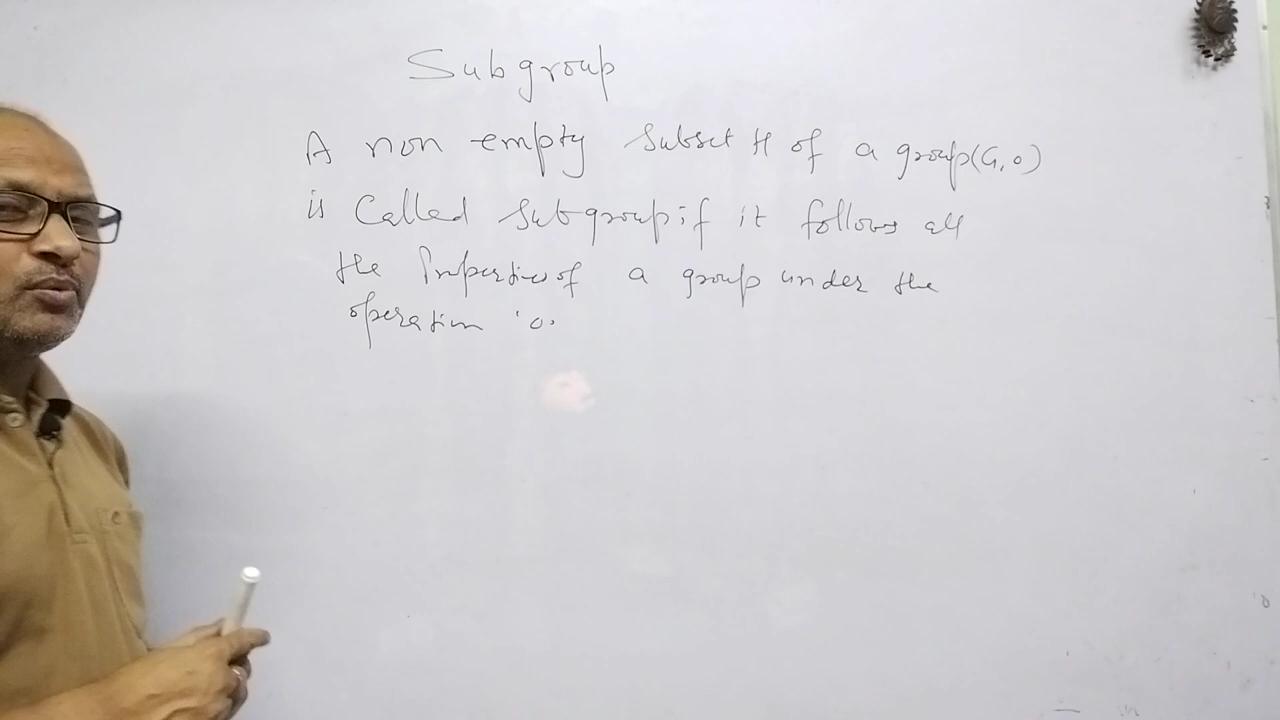 Subgroup
A non empty Subset H of a group (G, o)
is Called Subgroup if it follows all
the Properties of a group under the
operation 'o'